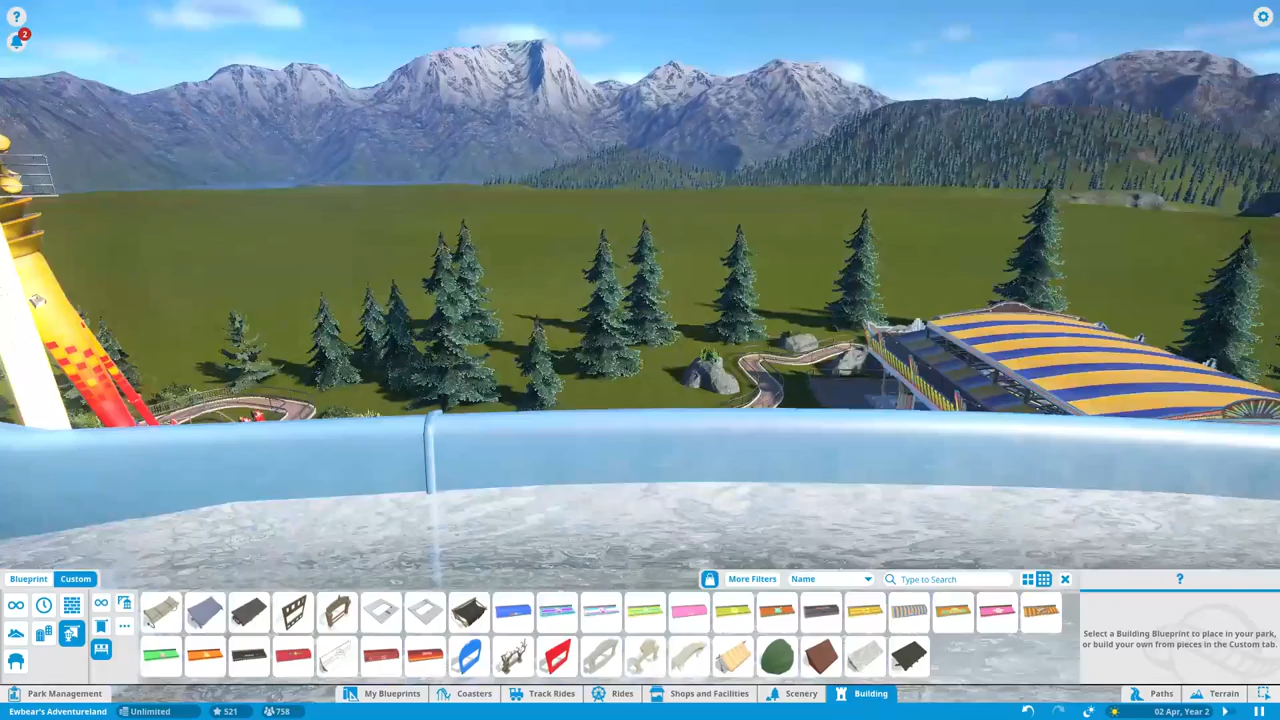 ?
2
Blueprint
Custom
More Filters
Name
Type to Search
?
Select a Building Blueprint to place in your park,
or build your own from pieces in the Custom tab.
Park Management
My Blueprints
Coasters
Track Rides
Rides
Shops and Facilities
Scenery
Building
Paths
Terrain
Ewbear's Adventureland
Unlimited
521
758
02 Apr, Year 2